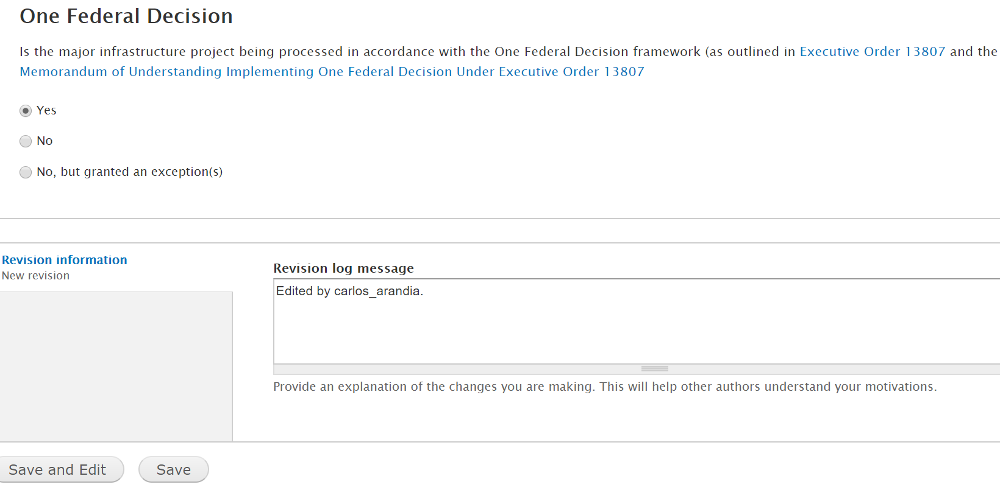 One Federal Decision
Is the major infrastructure project being processed in accordance with the One Federal Decision framework (as outlined in Executive Order 13807 and the
Memorandum of Understanding Implementing One Federal Decision Under Executive Order 13807
Yes
No
No, but granted an exception(s)
Revision information
New revision
Revision log message
Edited by carlos_arandia.
Provide an explanation of the changes you are making. This will help other authors understand your motivations.
Save and Edit
Save